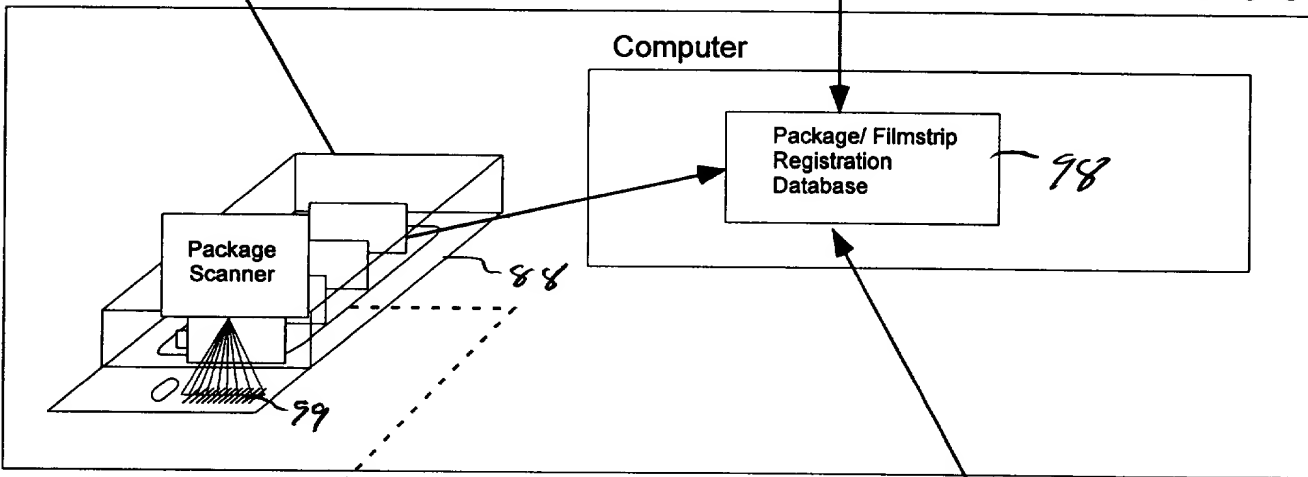 Computer
Package/ Filmstrip
Registration
Database
98
Package
Scanner
88
99